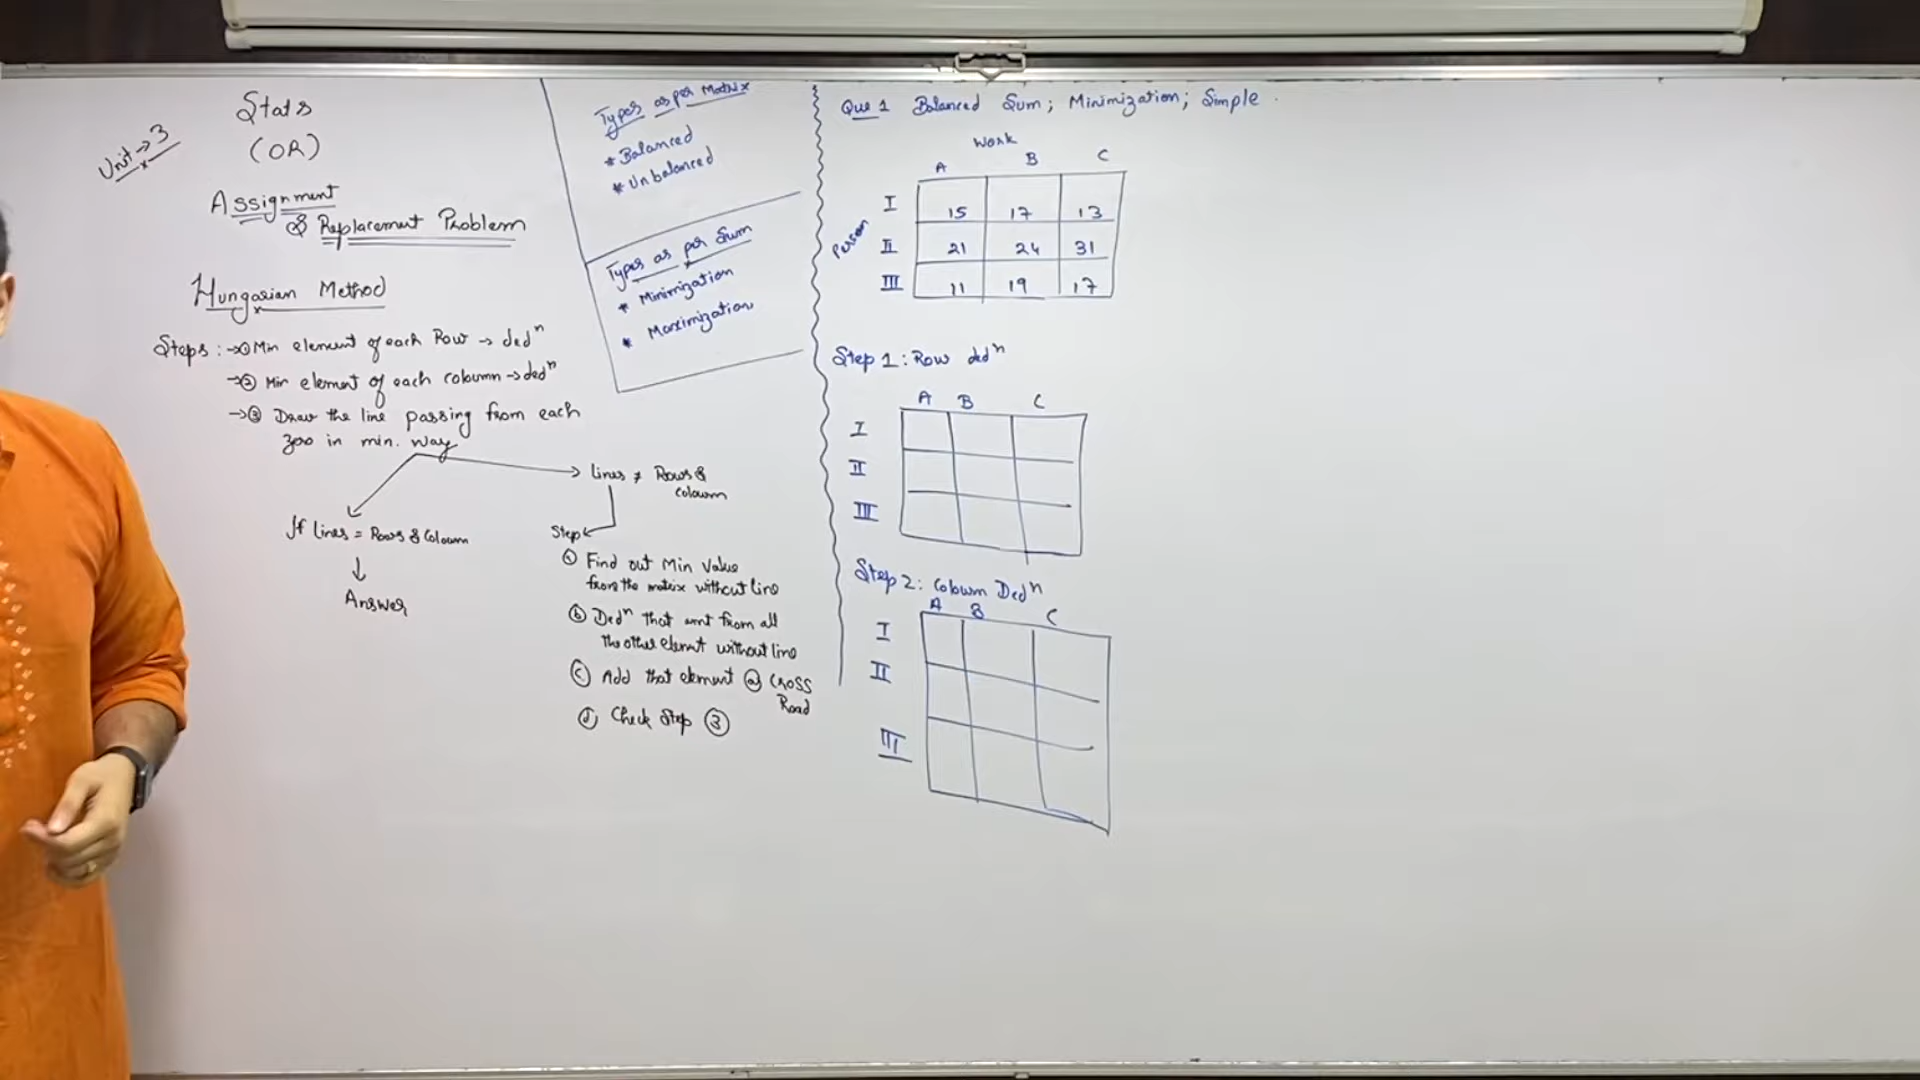 Unit → 3
Stats
(OR)
Assignment
& Replacement Problem
Hungarian Method
Steps : → ① Min element of each Row → dedⁿ
→ ② Min element of each coloumn → dedⁿ
→ ③ Draw the line passing from each
zero in min. way
If lines = Rows & Coloumn
Answer
lines ≠ Rows &
coloumn
Step
ⓐ Find out Min Value
from the matrix without line
ⓑ Dedⁿ that amt from all
the other elemnt without line
ⓒ Add that element @ Cross
Road
ⓓ Check Step ③
Types as per Matrix
* Balanced
* Unbalanced
Types as per Sum
* Minimization
* Maximization
Que 1 Balanced Sum ; Minimization ; Simple .
Work
A B C
Person
I 15 17 13
II 21 24 31
III 11 19 17
Step 1 : Row dedⁿ
A B C
I
II
III
Step 2 : Coloumn Dedⁿ
A B C
I
II
III